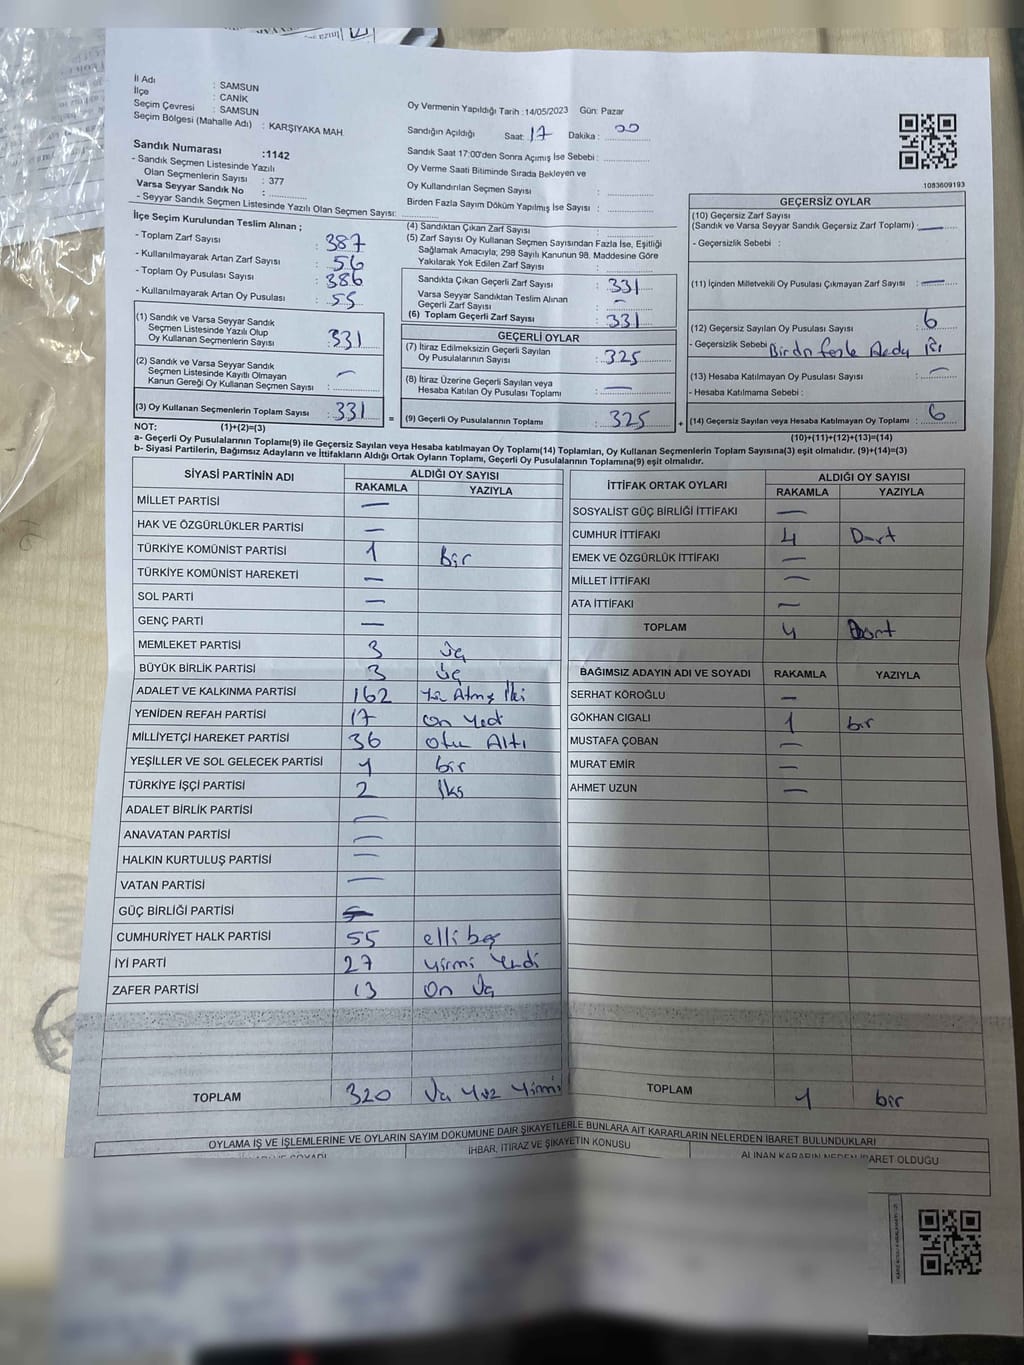 İl Adı : SAMSUN
İlçe : CANİK
Seçim Çevresi : SAMSUN
Seçim Bölgesi (Mahalle Adı) : KARŞIYAKA MAH.
Sandık Numarası :1142
- Sandık Seçmen Listesinde Yazılı
Olan Seçmenlerin Sayısı : 377
Varsa Seyyar Sandık No :
- Seyyar Sandık Seçmen Listesinde Yazılı Olan Seçmen Sayısı:
Oy Vermenin Yapıldığı Tarih :14/05/2023 Gün: Pazar
Sandığın Açıldığı Saat: 17 Dakika : 00
Sandık Saat 17:00'den Sonra Açımış İse Sebebi :
Oy Verme Saati Bitiminde Sırada Bekleyen ve
Oy Kullandırılan Seçmen Sayısı :
Birden Fazla Sayım Döküm Yapılmış İse Sayısı :
1083609193
İlçe Seçim Kurulundan Teslim Alınan ;
- Toplam Zarf Sayısı : 387
- Kullanılmayarak Artan Zarf Sayısı : 56
- Toplam Oy Pusulası Sayısı : 386
- Kullanılmayarak Artan Oy Pusulası : 55
(1) Sandık ve Varsa Seyyar Sandık
Seçmen Listesinde Yazılı Olup
Oy Kullanan Seçmenlerin Sayısı : 331
(2) Sandık ve Varsa Seyyar Sandık
Seçmen Listesinde Kayıtlı Olmayan
Kanun Gereği Oy Kullanan Seçmen Sayısı : —
(3) Oy Kullanan Seçmenlerin Toplam Sayısı : 331
(4) Sandıktan Çıkan Zarf Sayısı :
(5) Zarf Sayısı Oy Kullanan Seçmen Sayısından Fazla İse, Eşitliği
Sağlamak Amacıyla; 298 Sayılı Kanunun 98. Maddesine Göre
Yakılarak Yok Edilen Zarf Sayısı :
Sandıkta Çıkan Geçerli Zarf Sayısı : 331
Varsa Seyyar Sandıktan Teslim Alınan
Geçerli Zarf Sayısı : —
(6) Toplam Geçerli Zarf Sayısı : 331
GEÇERLİ OYLAR
(7) İtiraz Edilmeksizin Geçerli Sayılan
Oy Pusulalarının Sayısı : 325
(8) İtiraz Üzerine Geçerli Sayılan veya
Hesaba Katılan Oy Pusulaları Toplamı : —
= (9) Geçerli Oy Pusulalarının Toplamı : 325
GEÇERSİZ OYLAR
(10) Geçersiz Zarf Sayısı
(Sandık ve Varsa Seyyar Sandık Geçersiz Zarf Toplamı) : —
- Geçersizlik Sebebi :
(11) İçinden Milletvekili Oy Pusulası Çıkmayan Zarf Sayısı : —
(12) Geçersiz Sayılan Oy Pusulası Sayısı : 6
- Geçersizlik Sebebi :
(13) Hesaba Katılmayan Oy Pusulası Sayısı : —
- Hesaba Katılmama Sebebi :
+ (14) Geçersiz Sayılan veya Hesaba Katılmayan Oy Toplamı : 6
NOT: (1)+(2)=(3)
(10)+(11)+(12)+(13)=(14)
a- Geçerli Oy Pusulalarının Toplamı(9) ile Geçersiz Sayılan veya Hesaba katılmayan Oy Toplamı(14) Toplamları, Oy Kullanan Seçmenlerin Toplam Sayısına(3) eşit olmalıdır. (9)+(14)=(3)
b- Siyasi Partilerin, Bağımsız Adayların ve İttifakların Aldığı Ortak Oyların Toplamı, Geçerli Oy Pusulalarının Toplamına(9) eşit olmalıdır.
SİYASİ PARTİNİN ADI ALDIĞI OY SAYISI
RAKAMLA YAZIYLA
MİLLET PARTİSİ —
HAK VE ÖZGÜRLÜKLER PARTİSİ —
TÜRKİYE KOMÜNİST PARTİSİ 1 Bir
TÜRKİYE KOMÜNİST HAREKETİ —
SOL PARTİ —
GENÇ PARTİ —
MEMLEKET PARTİSİ 3 üç
BÜYÜK BİRLİK PARTİSİ 3 üç
ADALET VE KALKINMA PARTİSİ 162 Yüz Atmış İki
YENİDEN REFAH PARTİSİ 17 on yedi
MİLLİYETÇİ HAREKET PARTİSİ 36 otuz Altı
YEŞİLLER VE SOL GELECEK PARTİSİ 1 bir
TÜRKİYE İŞÇİ PARTİSİ 2 İki
ADALET BİRLİK PARTİSİ —
ANAVATAN PARTİSİ —
HALKIN KURTULUŞ PARTİSİ —
VATAN PARTİSİ —
GÜÇ BİRLİĞİ PARTİSİ —
CUMHURİYET HALK PARTİSİ 55 elli beş
İYİ PARTİ 27 yirmi yedi
ZAFER PARTİSİ 13 on üç
TOPLAM 320 Üç Yüz Yirmi
İTTİFAK ORTAK OYLARI ALDIĞI OY SAYISI
RAKAMLA YAZIYLA
SOSYALİST GÜÇ BİRLİĞİ İTTİFAKI —
CUMHUR İTTİFAKI 4 Dört
EMEK VE ÖZGÜRLÜK İTTİFAKI —
MİLLET İTTİFAKI —
ATA İTTİFAKI —
TOPLAM 4 Dört
BAĞIMSIZ ADAYIN ADI VE SOYADI RAKAMLA YAZIYLA
SERHAT KÖROĞLU —
GÖKHAN CIGALI 1 bir
MUSTAFA ÇOBAN —
MURAT EMİR —
AHMET UZUN —
TOPLAM 1 bir
OYLAMA İŞ VE İŞLEMLERİNE VE OYLARIN SAYIM DÖKÜMÜNE DAİR ŞİKAYETLERLE BUNLARA AİT KARARLARIN NELERDEN İBARET BULUNDUKLARI
İHBAR, İTİRAZ VE ŞİKAYETİN KONUSU
ALINAN KARARIN NEDEN İBARET OLDUĞU